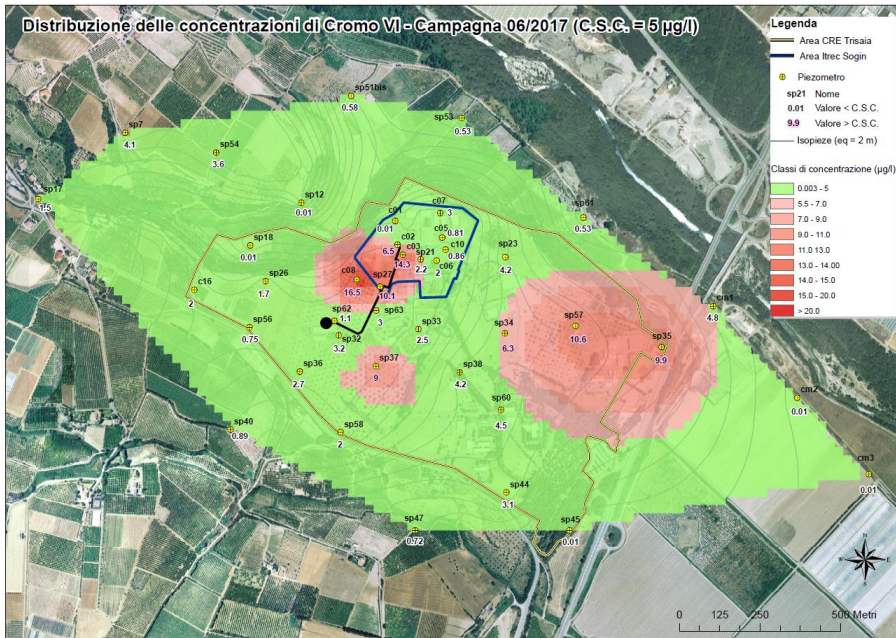 Distribuzione delle concentrazioni di Cromo VI - Campagna 06/2017 (C.S.C. = 5 µg/l)
Legenda
Area CRE Trisaia
Area Itrec Sogin
Piezometro
sp21 Nome
0.01 Valore < C.S.C.
9.9 Valore > C.S.C.
Isopieze (eq = 2 m)
Classi di concentrazione (µg/l)
0.003 - 5
5.5 - 7.0
7.0 - 9.0
9.0 - 11.0
11.0 13.0
13.0 - 14.00
14.0 - 15.0
15.0 - 20.0
> 20.0
sp51bis
0.58
sp53
0.53
sp7
4.1
sp54
3.6
sp17
1.5
sp12
0.01
c07
3
c01
0.01
sp61
0.53
c05
0.81
sp18
0.01
c02
6.5
c03
14.3
c10
0.86
sp21
2.2
c06
2
sp23
4.2
c16
2
sp26
1.7
c08
16.5
sp27
10.1
cm1
4.8
sp62
1.1
sp63
3
sp56
0.75
sp32
3.2
sp33
2.5
sp34
6.3
sp57
10.6
sp35
9.9
sp36
2.7
sp37
9
sp38
4.2
cm2
0.01
sp60
4.5
sp40
0.89
sp58
2
cm3
0.01
sp44
3.1
sp47
0.72
sp45
0.01
N
W E
S
0 125 250 500 Metri